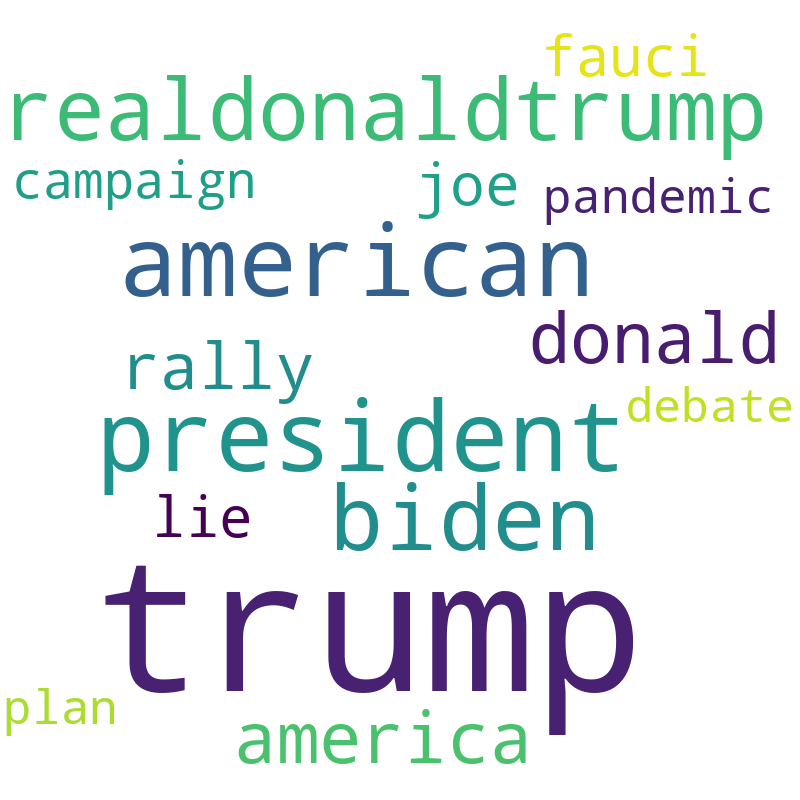 fauci
realdonaldtrump
campaign
joe
pandemic
american
donald
rally
debate
president
biden
lie
trump
plan
america